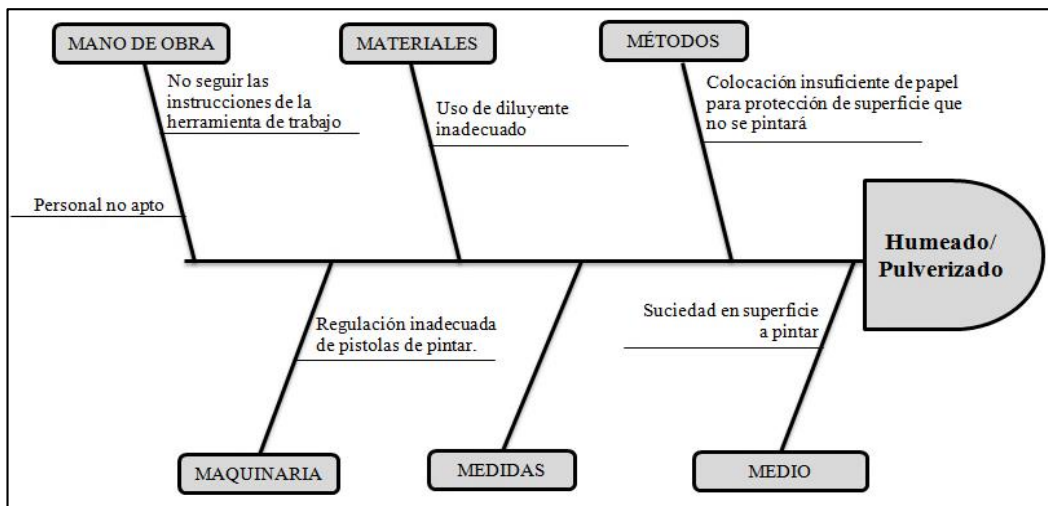 MANO DE OBRA
MATERIALES
MÉTODOS
No seguir las
instrucciones de la
herramienta de trabajo
Uso de diluyente
inadecuado
Colocación insuficiente de papel
para protección de superficie que
no se pintará
Personal no apto
Humeado/
Pulverizado
Regulación inadecuada
de pistolas de pintar.
Suciedad en superficie
a pintar
MAQUINARIA
MEDIDAS
MEDIO